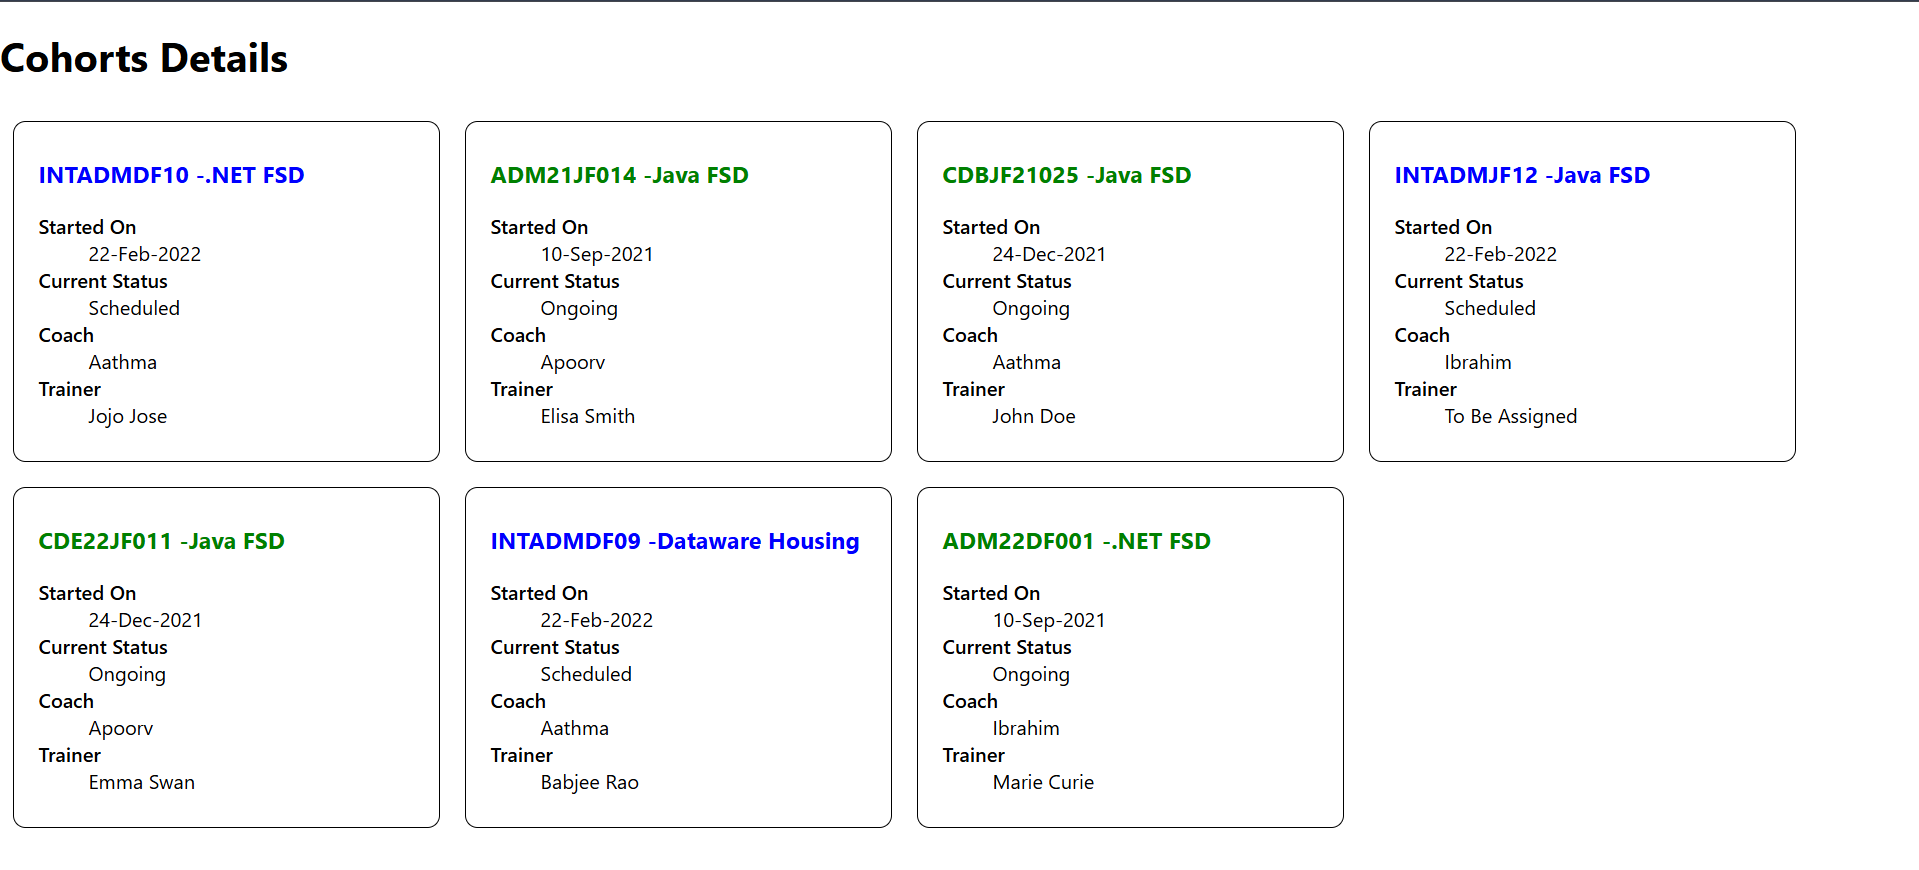 Cohorts Details
INTADMDF10 -.NET FSD
Started On
22-Feb-2022
Current Status
Scheduled
Coach
Aathma
Trainer
Jojo Jose
ADM21JF014 -Java FSD
Started On
10-Sep-2021
Current Status
Ongoing
Coach
Apoorv
Trainer
Elisa Smith
CDBJF21025 -Java FSD
Started On
24-Dec-2021
Current Status
Ongoing
Coach
Aathma
Trainer
John Doe
INTADMJF12 -Java FSD
Started On
22-Feb-2022
Current Status
Scheduled
Coach
Ibrahim
Trainer
To Be Assigned
CDE22JF011 -Java FSD
Started On
24-Dec-2021
Current Status
Ongoing
Coach
Apoorv
Trainer
Emma Swan
INTADMDF09 -Dataware Housing
Started On
22-Feb-2022
Current Status
Scheduled
Coach
Aathma
Trainer
Babjee Rao
ADM22DF001 -.NET FSD
Started On
10-Sep-2021
Current Status
Ongoing
Coach
Ibrahim
Trainer
Marie Curie